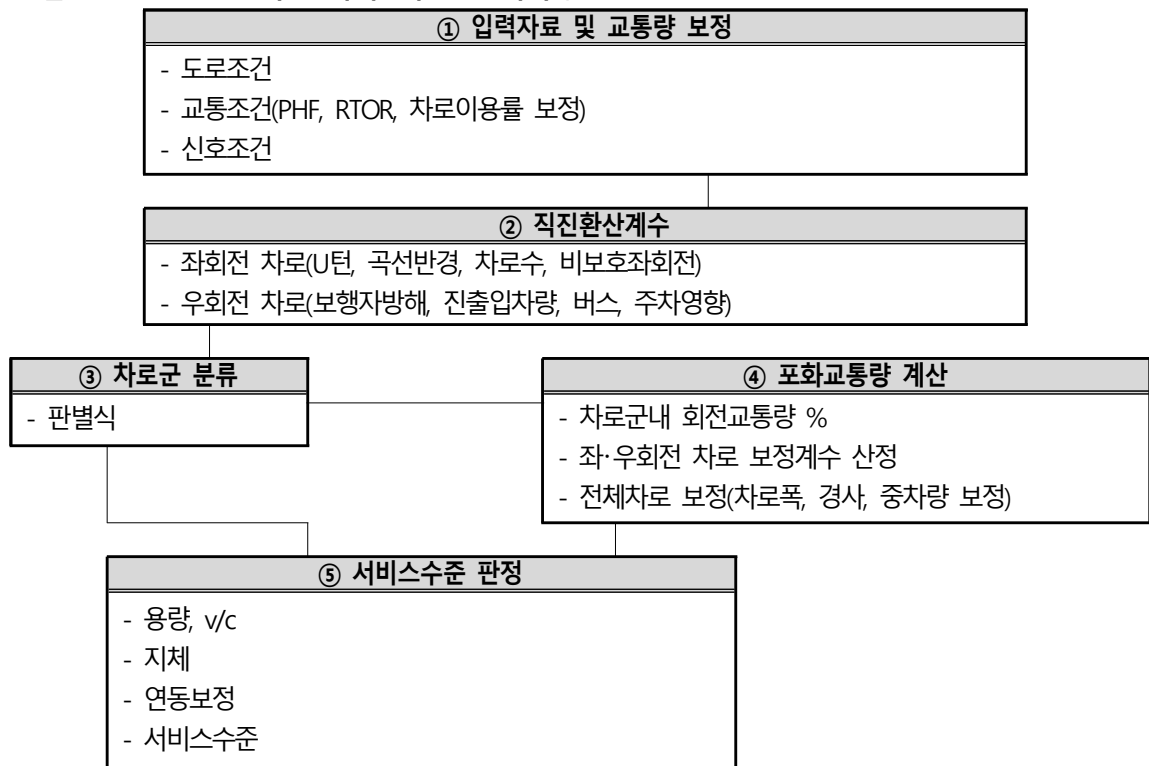 ① 입력자료 및 교통량 보정
- 도로조건
- 교통조건(PHF, RTOR, 차로이용률 보정)
- 신호조건
② 직진환산계수
- 좌회전 차로(U턴, 곡선반경, 차로수, 비보호좌회전)
- 우회전 차로(보행자방해, 진출입차량, 버스, 주차영향)
③ 차로군 분류
- 판별식
④ 포화교통량 계산
- 차로군내 회전교통량 %
- 좌·우회전 차로 보정계수 산정
- 전체차로 보정(차로폭, 경사, 중차량 보정)
⑤ 서비스수준 판정
- 용량, v/c
- 지체
- 연동보정
- 서비스수준